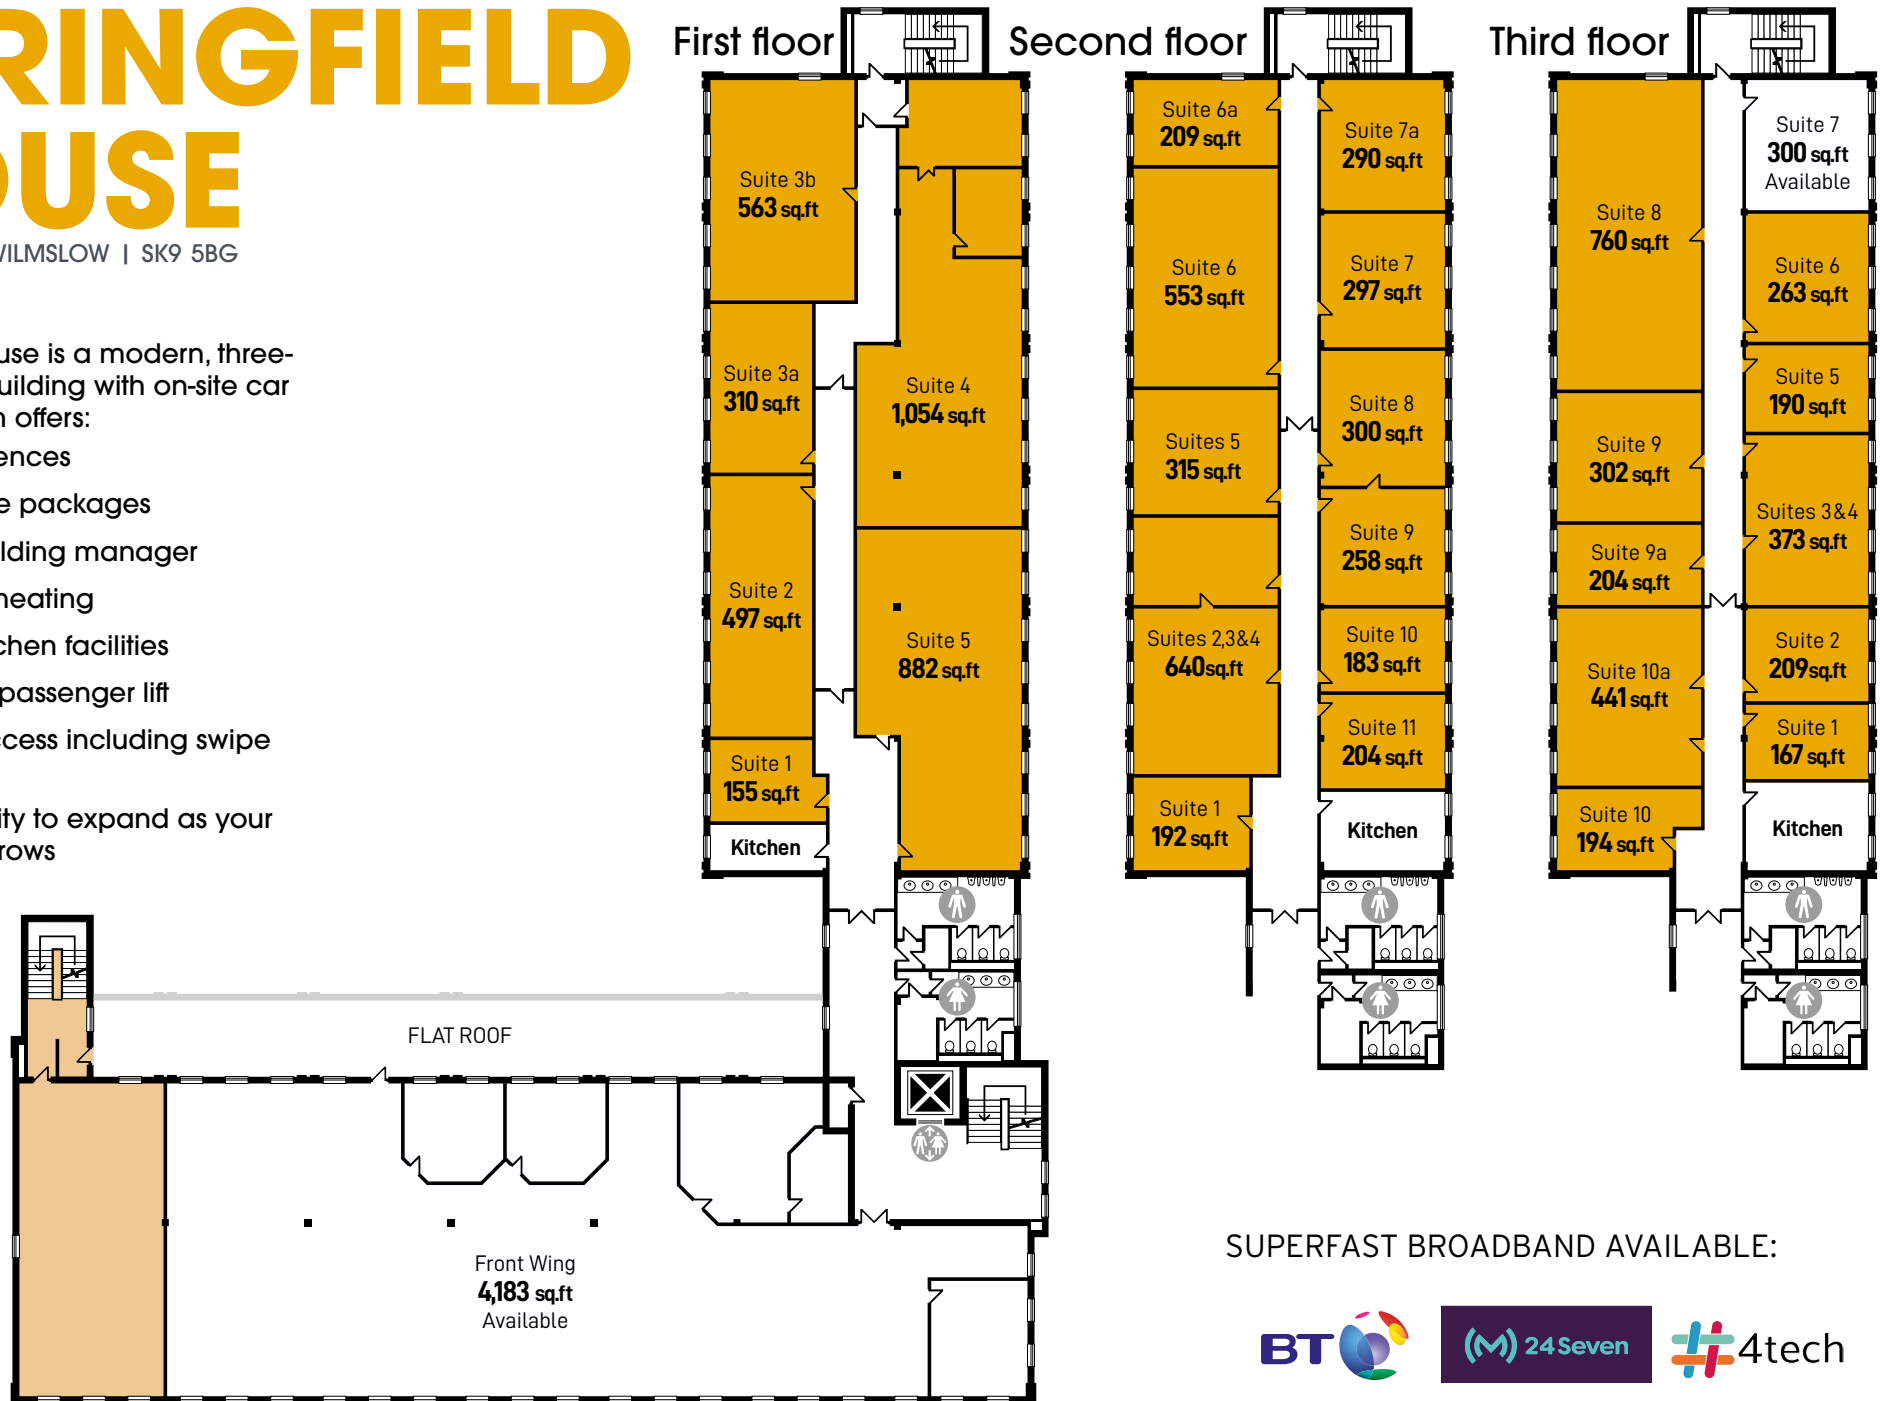 RINGFIELD
OUSE
WILMSLOW | SK9 5BG
use is a modern, three-
uilding with on-site car
h offers:
ences
e packages
lding manager
heating
chen facilities
passenger lift
ccess including swipe
ity to expand as your
rows
First floor
Suite 3b
563 sq.ft
Suite 3a
310 sq.ft
Suite 4
1,054 sq.ft
Suite 2
497 sq.ft
Suite 5
882 sq.ft
Suite 1
155 sq.ft
Kitchen
FLAT ROOF
Front Wing
4,183 sq.ft
Available
Second floor
Suite 6a
209 sq.ft
Suite 7a
290 sq.ft
Suite 6
553 sq.ft
Suite 7
297 sq.ft
Suite 8
300 sq.ft
Suites 5
315 sq.ft
Suite 9
258 sq.ft
Suites 2,3&4
640sq.ft
Suite 10
183 sq.ft
Suite 11
204 sq.ft
Suite 1
192 sq.ft
Kitchen
Third floor
Suite 7
300 sq.ft
Available
Suite 8
760 sq.ft
Suite 6
263 sq.ft
Suite 5
190 sq.ft
Suite 9
302 sq.ft
Suites 3&4
373 sq.ft
Suite 9a
204 sq.ft
Suite 2
209sq.ft
Suite 10a
441 sq.ft
Suite 1
167 sq.ft
Suite 10
194 sq.ft
Kitchen
SUPERFAST BROADBAND AVAILABLE:
BT
(M) 24Seven
4tech